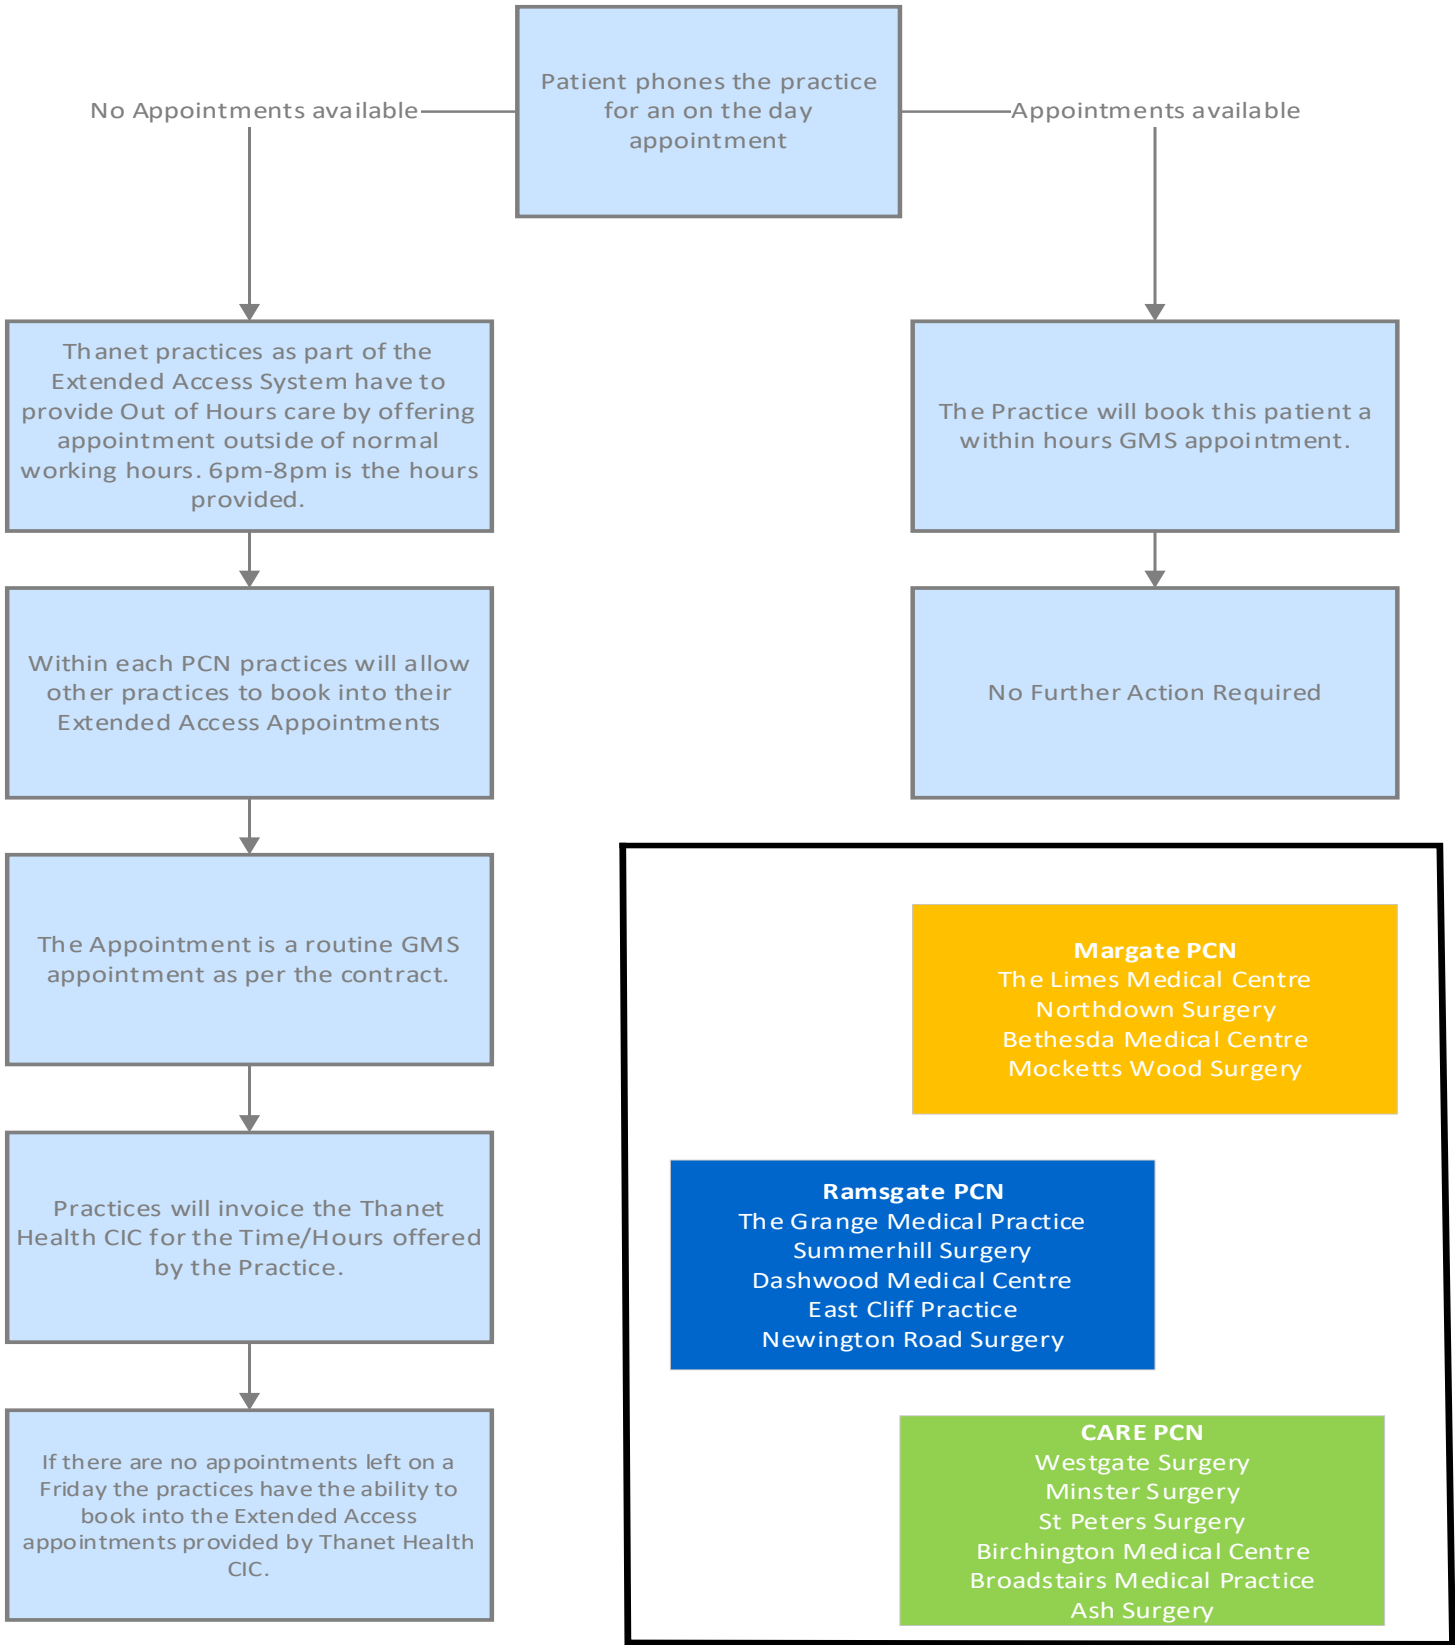 Patient phones the practice
for an on the day
appointment
No Appointments available
Appointments available
Thanet practices as part of the
Extended Access System have to
provide Out of Hours care by offering
appointment outside of normal
working hours. 6pm-8pm is the hours
provided.
The Practice will book this patient a
within hours GMS appointment.
Within each PCN practices will allow
other practices to book into their
Extended Access Appointments
No Further Action Required
The Appointment is a routine GMS
appointment as per the contract.
Practices will invoice the Thanet
Health CIC for the Time/Hours offered
by the Practice.
If there are no appointments left on a
Friday the practices have the ability to
book into the Extended Access
appointments provided by Thanet Health
CIC.
Margate PCN
The Limes Medical Centre
Northdown Surgery
Bethesda Medical Centre
Mocketts Wood Surgery
Ramsgate PCN
The Grange Medical Practice
Summerhill Surgery
Dashwood Medical Centre
East Cliff Practice
Newington Road Surgery
CARE PCN
Westgate Surgery
Minster Surgery
St Peters Surgery
Birchington Medical Centre
Broadstairs Medical Practice
Ash Surgery